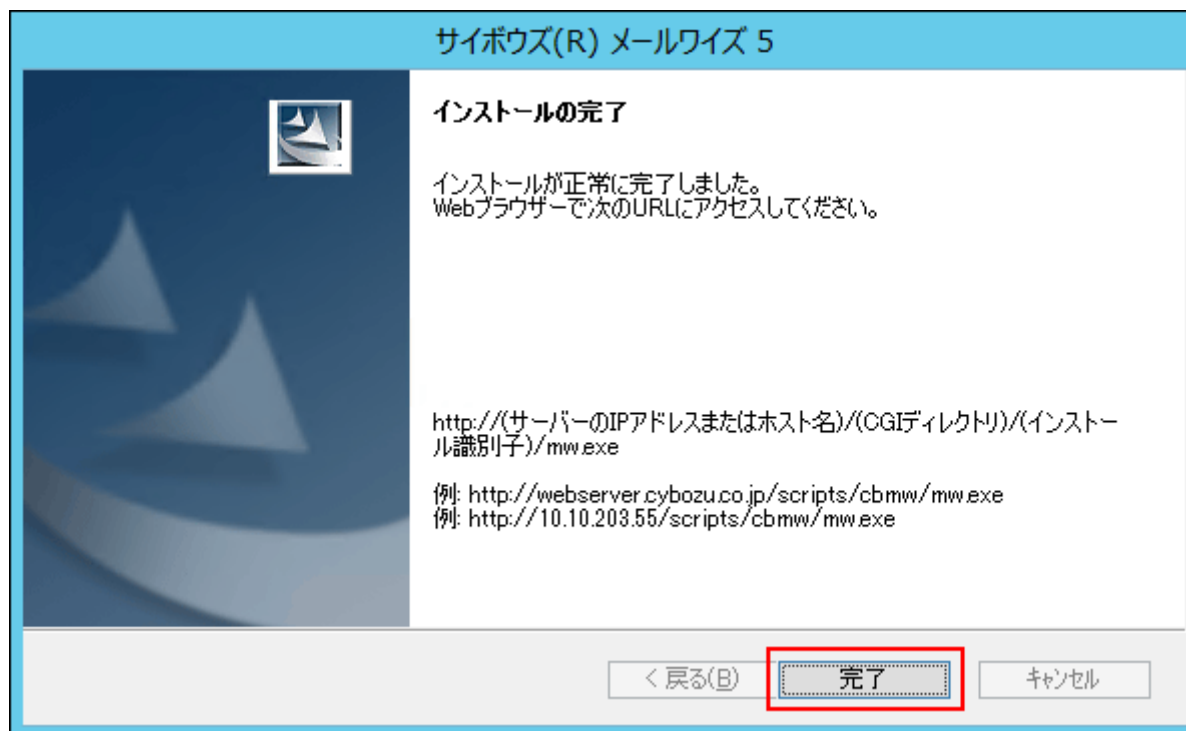 サイボウズ(R) メールワイズ 5
インストールの完了
インストールが正常に完了しました。
Webブラウザーで次のURLにアクセスしてください。
http://(サーバーのIPアドレスまたはホスト名)/(CGIディレクトリ)/(インストー
ル識別子)/mw.exe
例: http://webserver.cybozu.co.jp/scripts/cbmw/mw.exe
例: http://10.10.203.55/scripts/cbmw/mw.exe
< 戻る(B) 完了 キャンセル